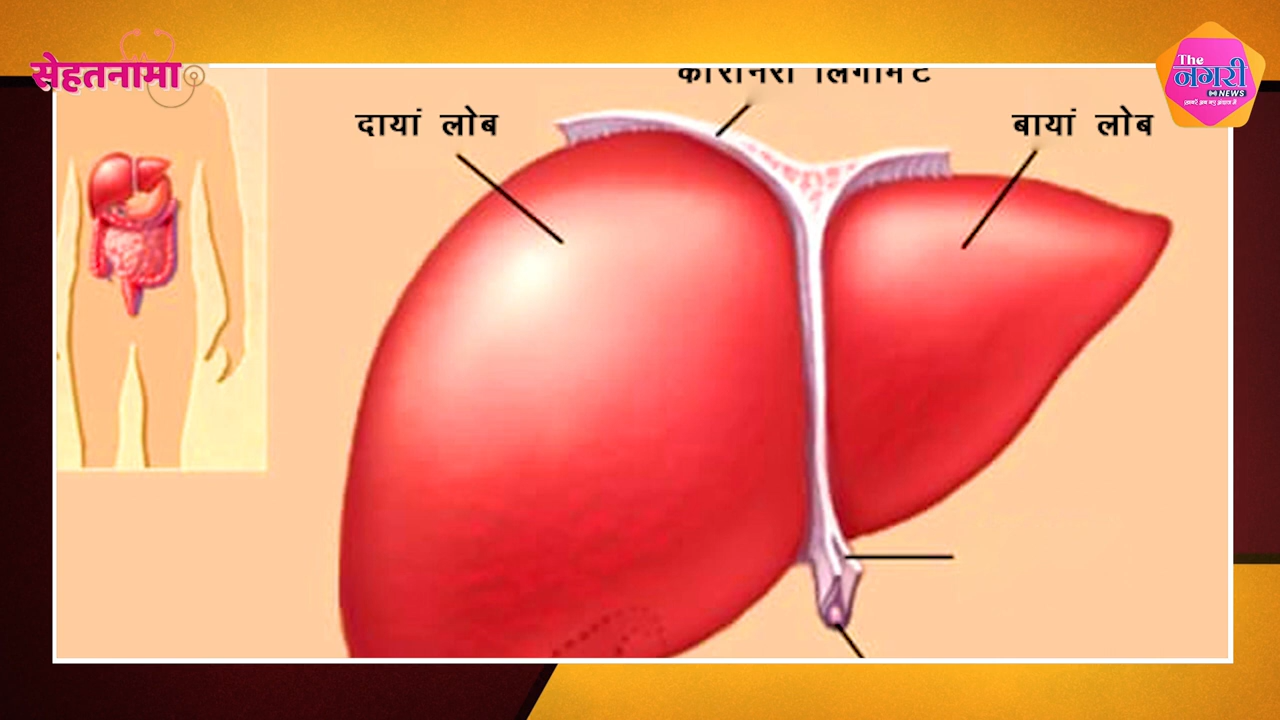 सेहतनामा
The
नगरी
NEWS
कोरोनरी लिगामेंट
दायां लोब
बायां लोब